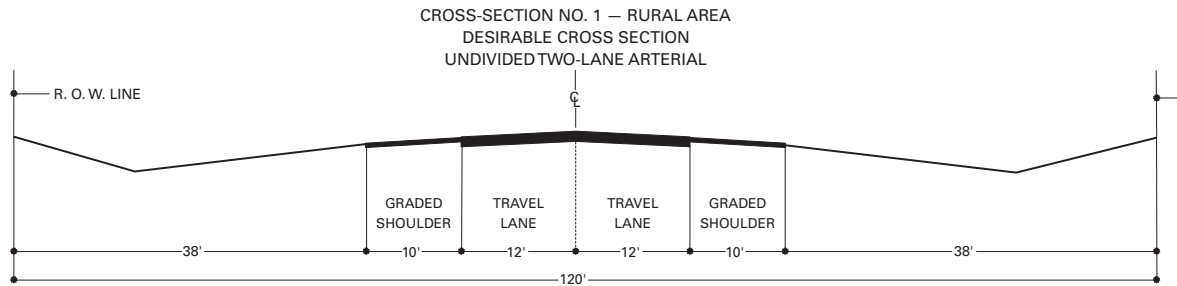 CROSS-SECTION NO. 1 — RURAL AREA
DESIRABLE CROSS SECTION
UNDIVIDED TWO-LANE ARTERIAL
R. O. W. LINE
℄
GRADED
SHOULDER
TRAVEL
LANE
TRAVEL
LANE
GRADED
SHOULDER
38' 10' 12' 12' 10' 38'
120'